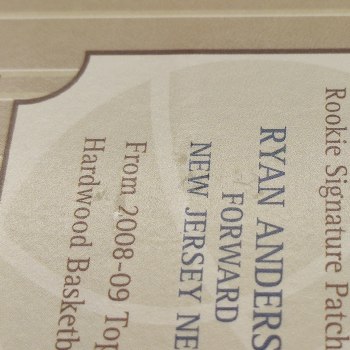 Rookie Signature Patch
RYAN ANDERS
FORWARD
NEW JERSEY NE
From 2008-09 Top
Hardwood Basketb